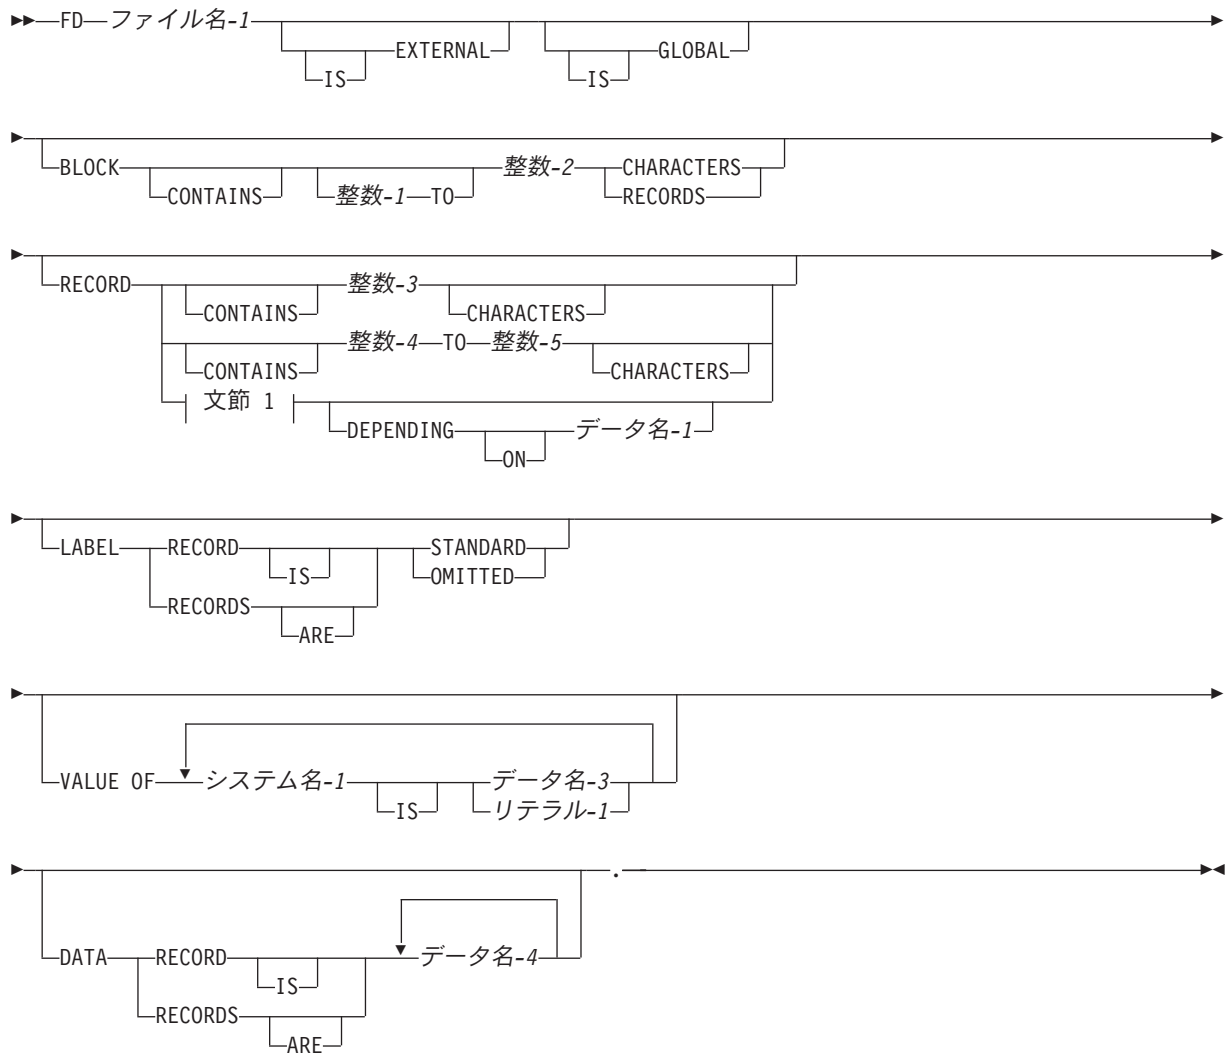 FD ファイル名-1
EXTERNAL GLOBAL
IS IS
BLOCK 整数-2 CHARACTERS
CONTAINS 整数-1 TO RECORDS
RECORD 整数-3
CONTAINS CHARACTERS
整数-4 TO 整数-5
CONTAINS CHARACTERS
文節 1
DEPENDING データ名-1
ON
LABEL RECORD STANDARD
IS OMITTED
RECORDS
ARE
VALUE OF システム名-1 データ名-3
IS リテラル-1
.
DATA RECORD データ名-4
IS
RECORDS
ARE